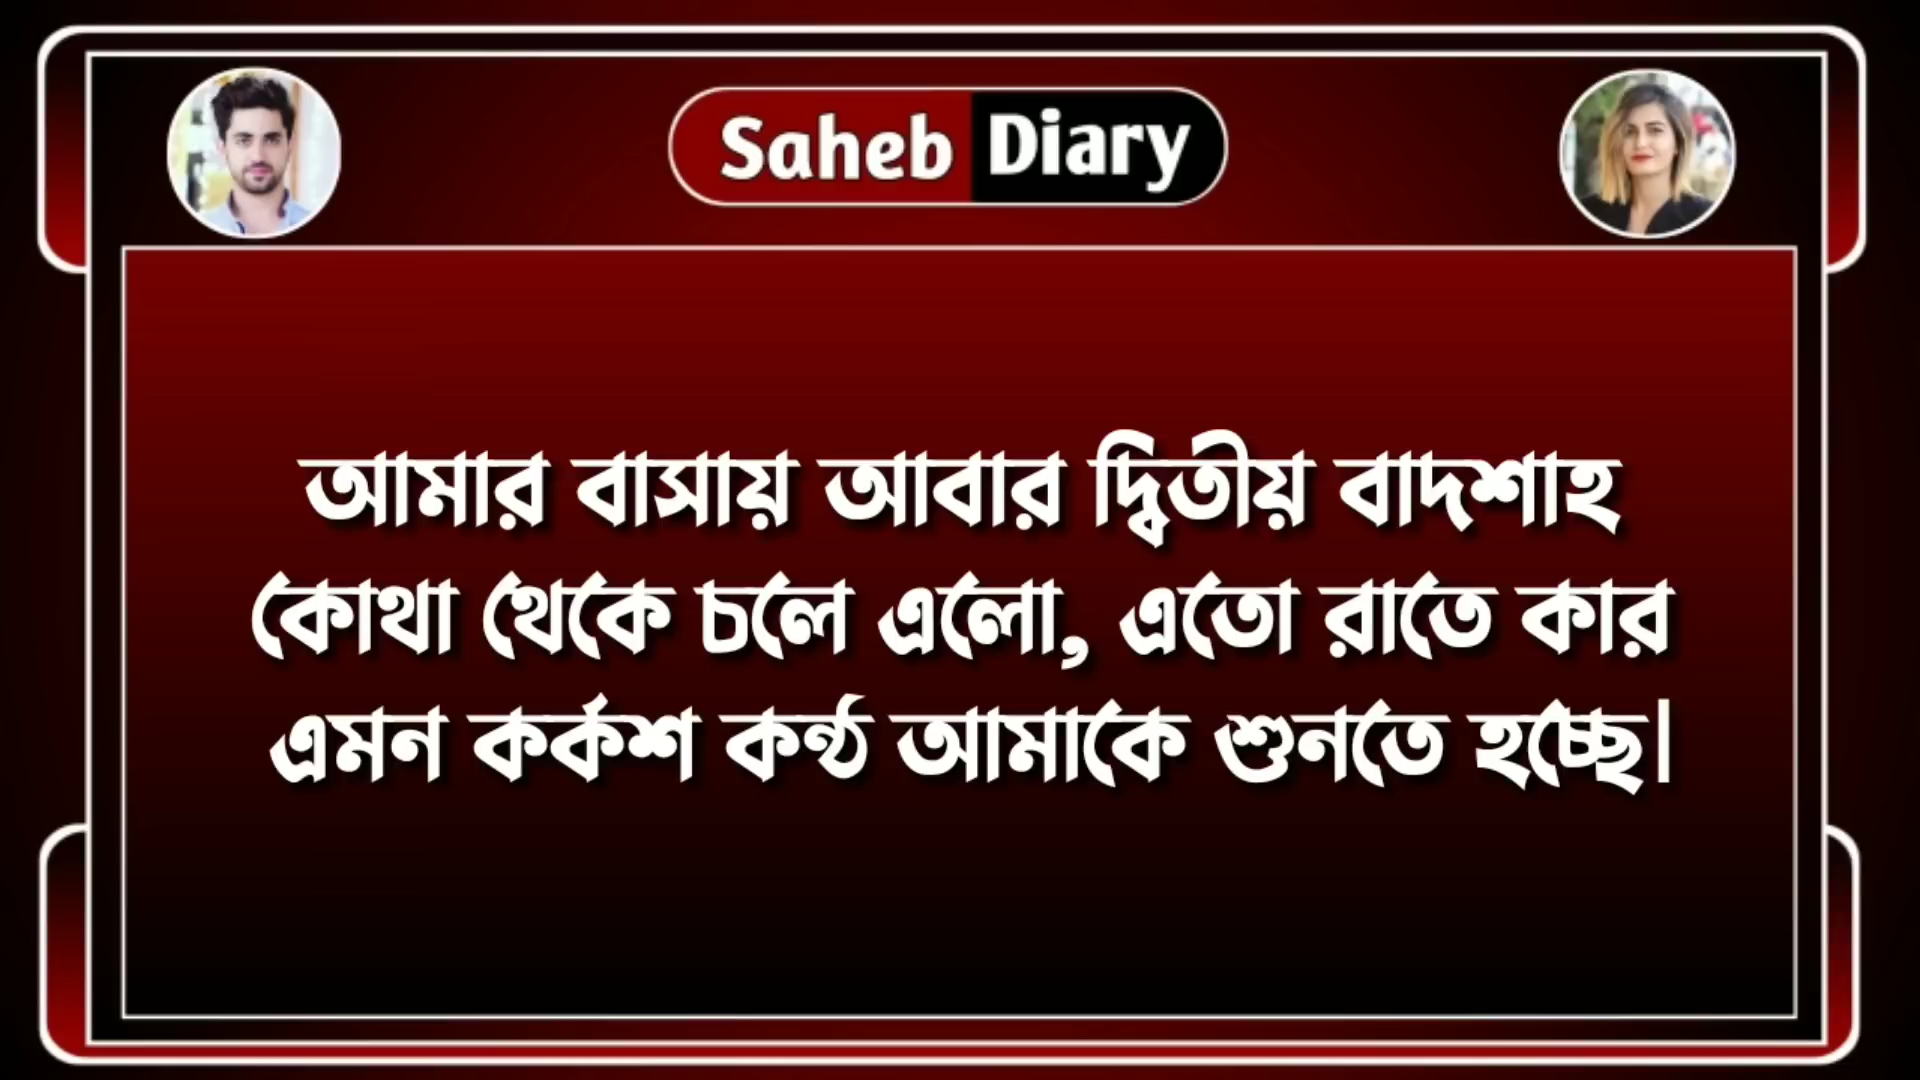 Saheb Diary
আমার বাসায় আবার দ্বিতীয় বাদশাহ
কোথা থেকে চলে এলো, এতো রাতে কার
এমন কর্কশ কন্ঠ আমাকে শুনতে হচ্ছে।